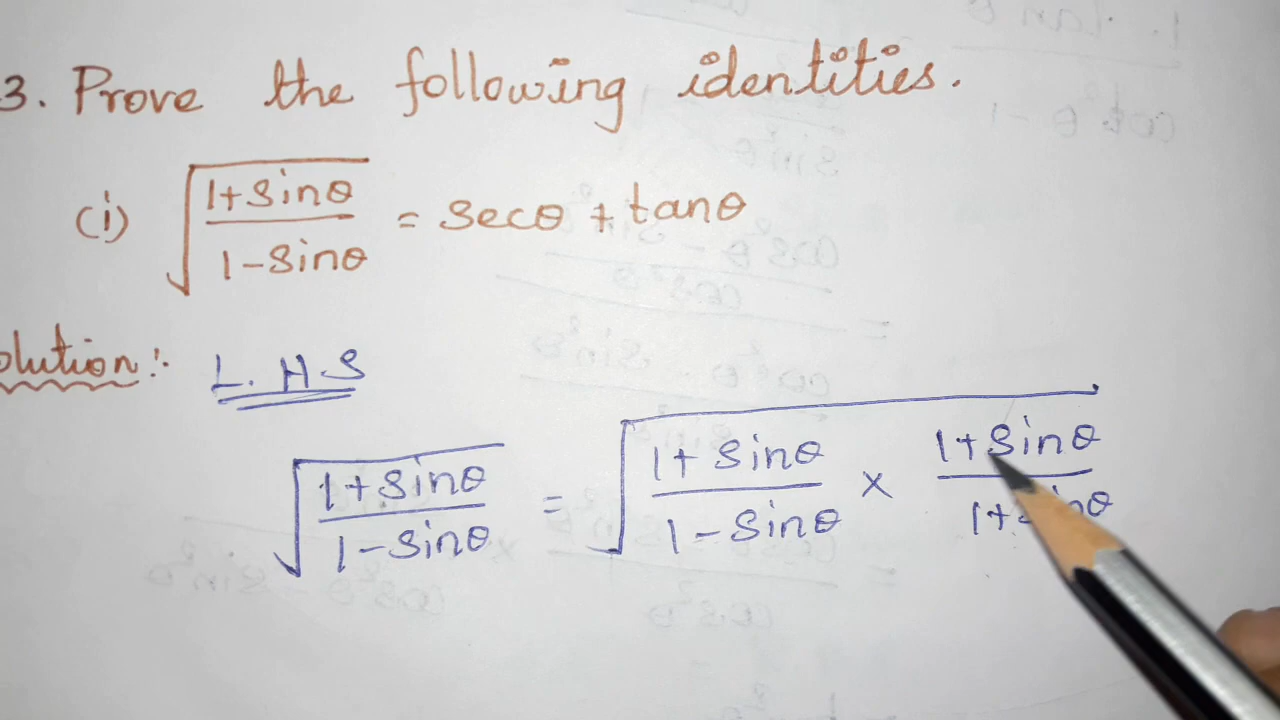 3. Prove the following identities.
(i) √(1+sinθ / 1-sinθ) = secθ + tanθ
olution:. L.H.S
√(1+sinθ / 1-sinθ) = √(1+sinθ / 1-sinθ × 1+sinθ / 1+sinθ)